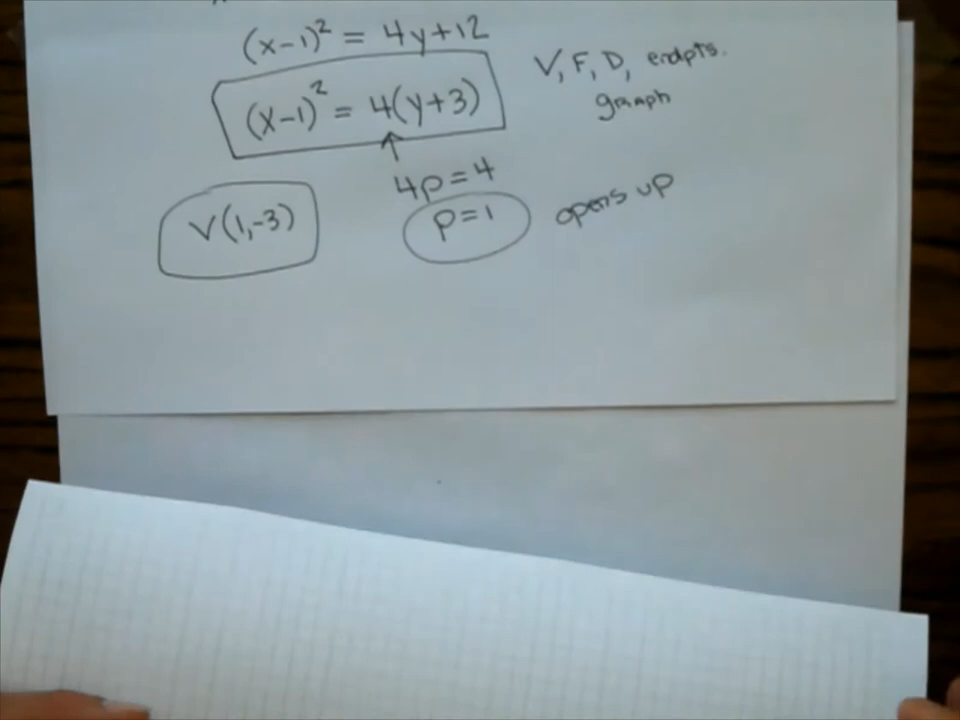 (x-1)² = 4y+12
V, F, D, endpts.
graph
(x-1)² = 4(y+3)
4p=4
V(1,-3)
p=1
opens up